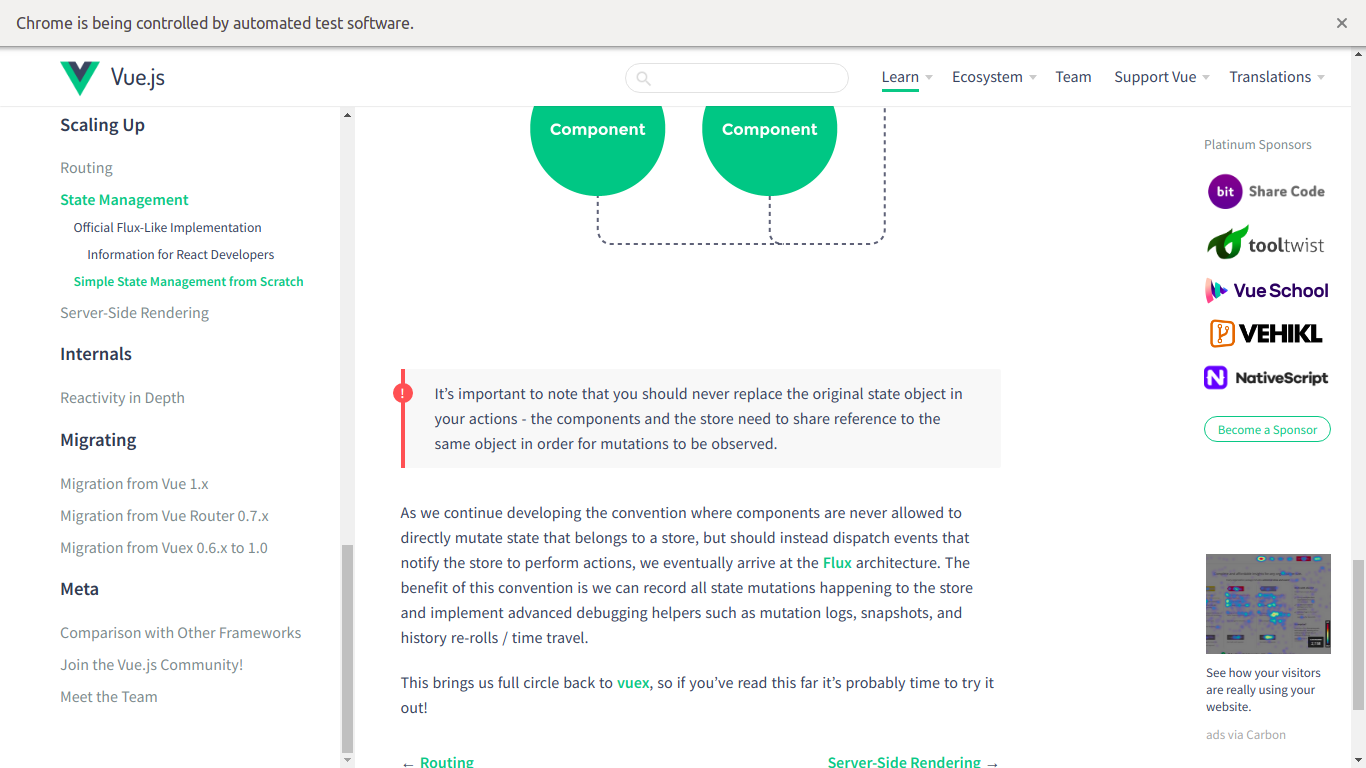 Chrome is being controlled by automated test software.
Vue.js
Learn
Ecosystem
Team
Support Vue
Translations
Scaling Up
Routing
State Management
Official Flux-Like Implementation
Information for React Developers
Simple State Management from Scratch
Server-Side Rendering
Internals
Reactivity in Depth
Migrating
Migration from Vue 1.x
Migration from Vue Router 0.7.x
Migration from Vuex 0.6.x to 1.0
Meta
Comparison with Other Frameworks
Join the Vue.js Community!
Meet the Team
Component
Component
!
It’s important to note that you should never replace the original state object in
your actions - the components and the store need to share reference to the
same object in order for mutations to be observed.
As we continue developing the convention where components are never allowed to
directly mutate state that belongs to a store, but should instead dispatch events that
notify the store to perform actions, we eventually arrive at the Flux architecture. The
benefit of this convention is we can record all state mutations happening to the store
and implement advanced debugging helpers such as mutation logs, snapshots, and
history re-rolls / time travel.
This brings us full circle back to vuex, so if you’ve read this far it’s probably time to try it
out!
← Routing
Server-Side Rendering →
Platinum Sponsors
bit Share Code
tooltwist
Vue School
VEHIKL
N NativeScript
Become a Sponsor
See how your visitors
are really using your
website.
ads via Carbon